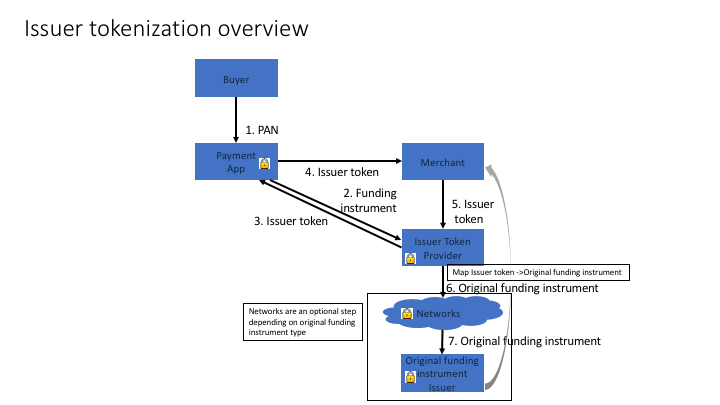 Issuer tokenization overview
Buyer
1. PAN
Payment
App
4. Issuer token
Merchant
2. Funding
instrument
3. Issuer token
5. Issuer
token
Issuer Token
Provider
Map Issuer token ->Original funding instrument
6. Original funding instrument
Networks are an optional step
depending on original funding
instrument type
Networks
7. Original funding instrument
Original funding
instrument
Issuer